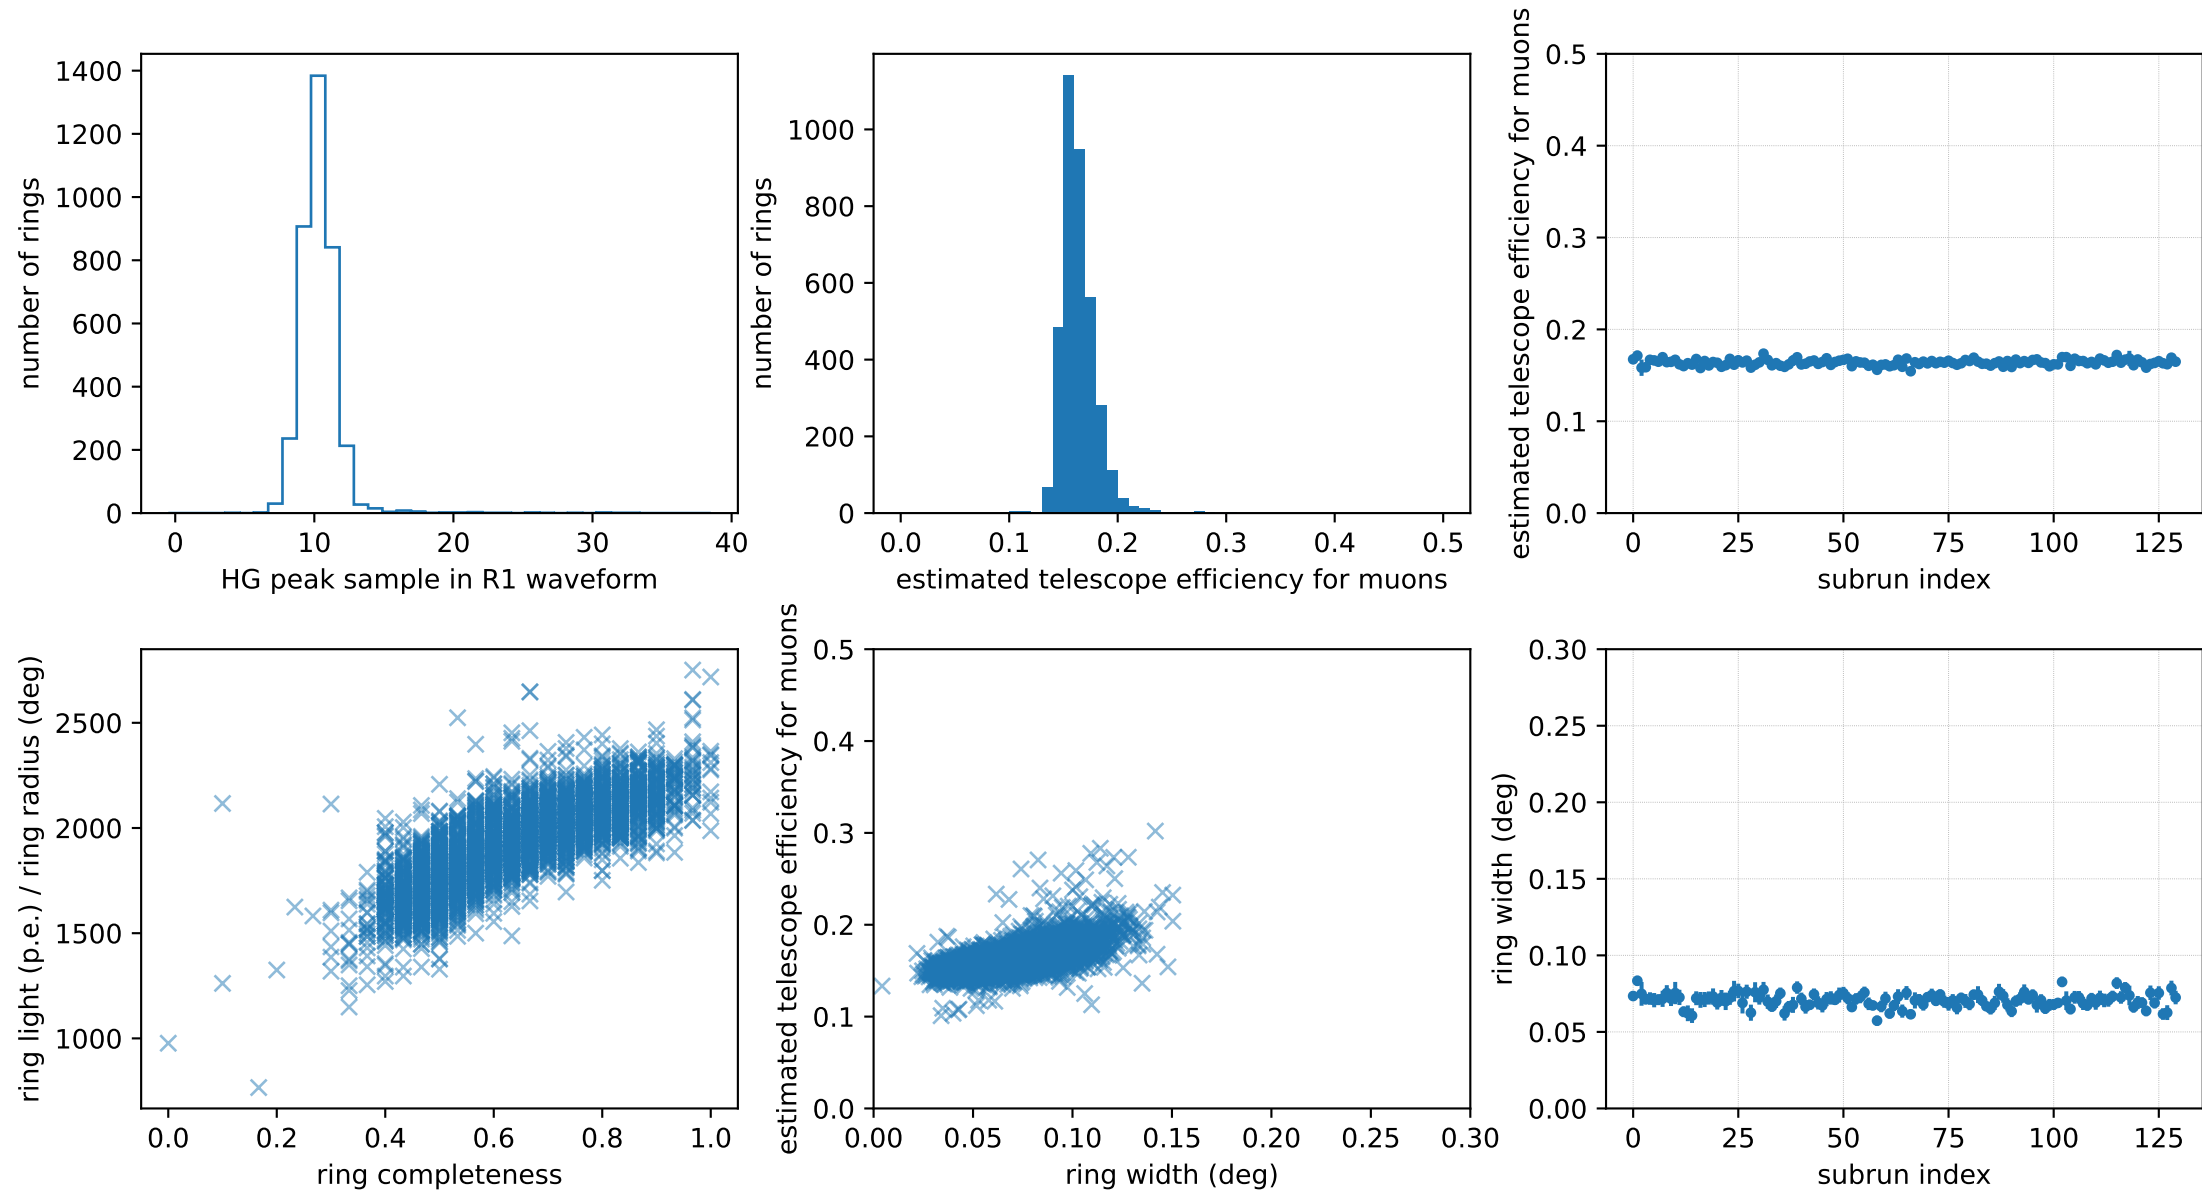 1400
1200
1000
800
600
400
200
0
number of rings
0 10 20 30 40
HG peak sample in R1 waveform
1000
800
600
400
200
0
number of rings
0.0 0.1 0.2 0.3 0.4 0.5
estimated telescope efficiency for muons
0.5
0.4
0.3
0.2
0.1
0.0
estimated telescope efficiency for muons
0 25 50 75 100 125
subrun index
2500
2000
1500
1000
ring light (p.e.) / ring radius (deg)
0.0 0.2 0.4 0.6 0.8 1.0
ring completeness
0.5
0.4
0.3
0.2
0.1
0.0
estimated telescope efficiency for muons
0.00 0.05 0.10 0.15 0.20 0.25 0.30
ring width (deg)
0.30
0.25
0.20
0.15
0.10
0.05
0.00
ring width (deg)
0 25 50 75 100 125
subrun index